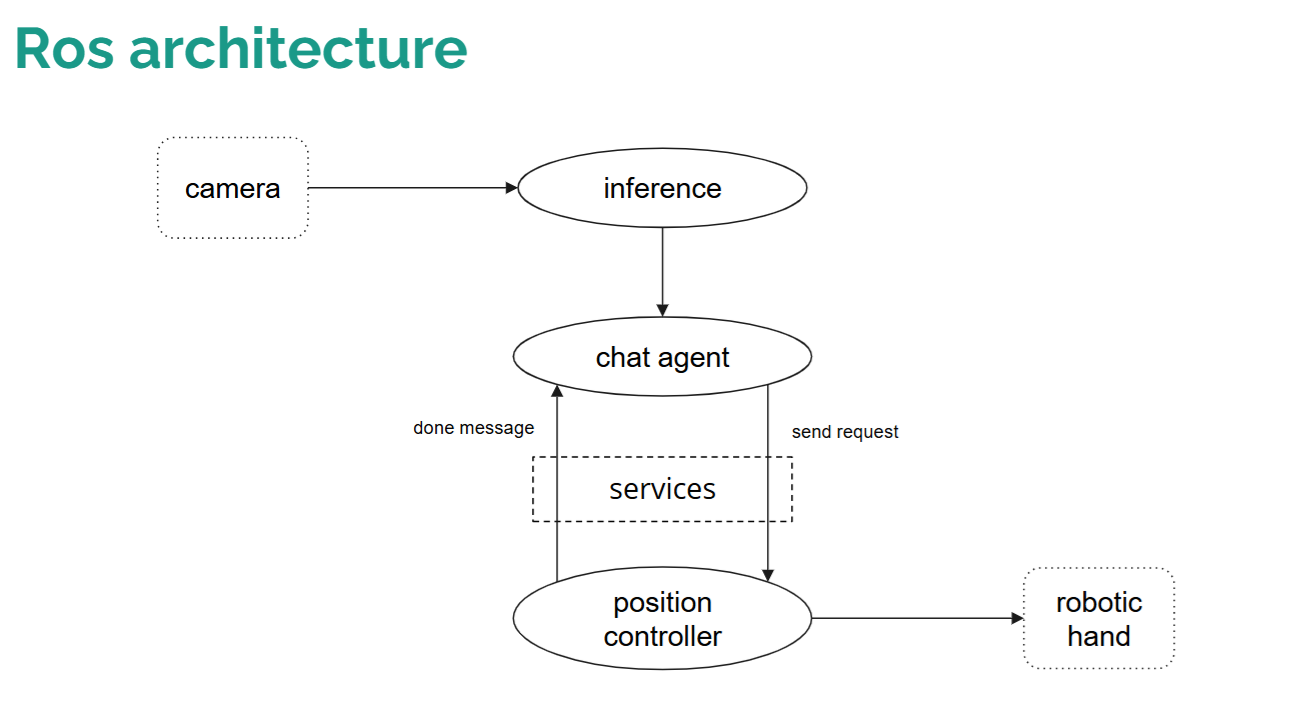 Ros architecture
camera
inference
chat agent
done message
send request
services
position
controller
robotic
hand